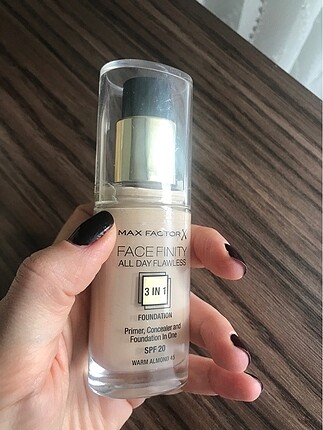 MAX FACTOR X
FACEFINITY
ALL DAY FLAWLESS
3 IN 1
FOUNDATION
Primer, Concealer and
Foundation In One
SPF 20
WARM ALMOND 45